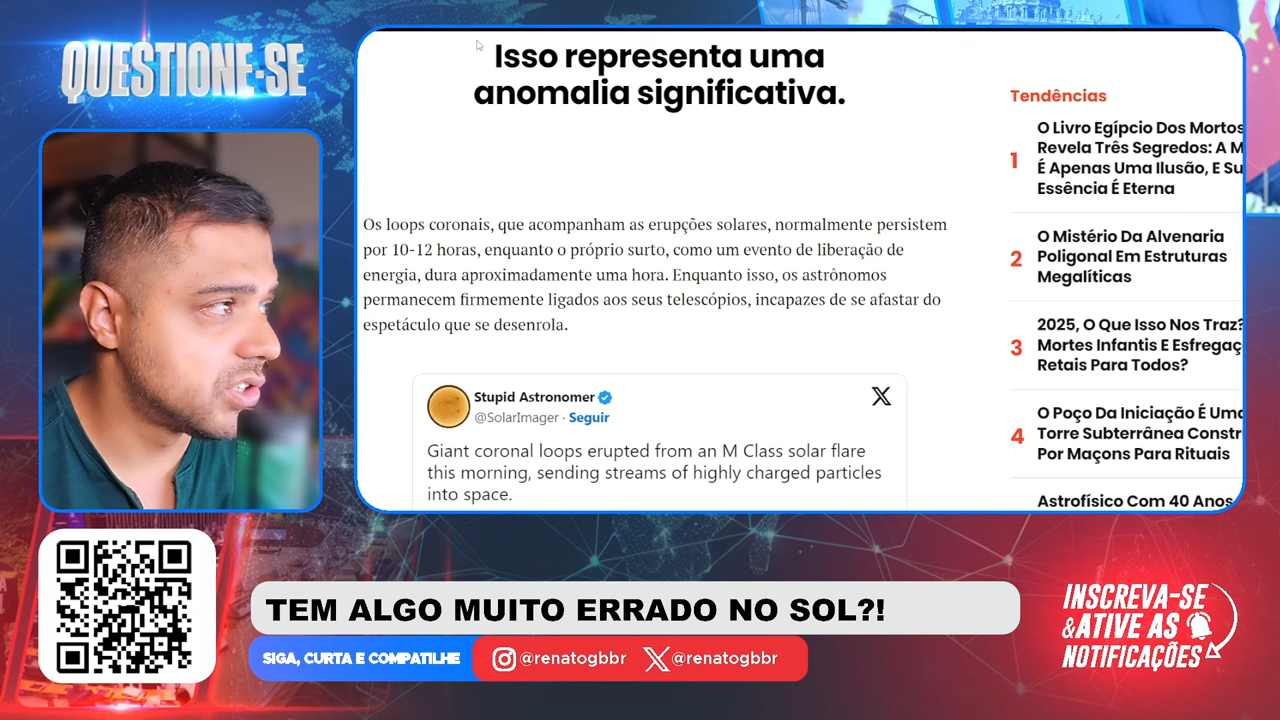 QUESTIONE-SE
Isso representa uma
anomalia significativa.
Os loops coronais, que acompanham as erupções solares, normalmente persistem
por 10-12 horas, enquanto o próprio surto, como um evento de liberação de
energia, dura aproximadamente uma hora. Enquanto isso, os astrônomos
permanecem firmemente ligados aos seus telescópios, incapazes de se afastar do
espetáculo que se desenrola.
Stupid Astronomer
@SolarImager · Seguir
Giant coronal loops erupted from an M Class solar flare
this morning, sending streams of highly charged particles
into space.
Tendências
1
O Livro Egípcio Dos Mortos
Revela Três Segredos: A M
É Apenas Uma Ilusão, E Su
Essência É Eterna
2
O Mistério Da Alvenaria
Poligonal Em Estruturas
Megalíticas
3
2025, O Que Isso Nos Traz?
Mortes Infantis E Esfregaç
Retais Para Todos?
4
O Poço Da Iniciação É Uma
Torre Subterrânea Constr
Por Maçons Para Rituais
Astrofísico Com 40 Anos
TEM ALGO MUITO ERRADO NO SOL?!
SIGA, CURTA E COMPATILHE
@renatogbbr
@renatogbbr
INSCREVA-SE
&ATIVE AS
NOTIFICAÇÕES